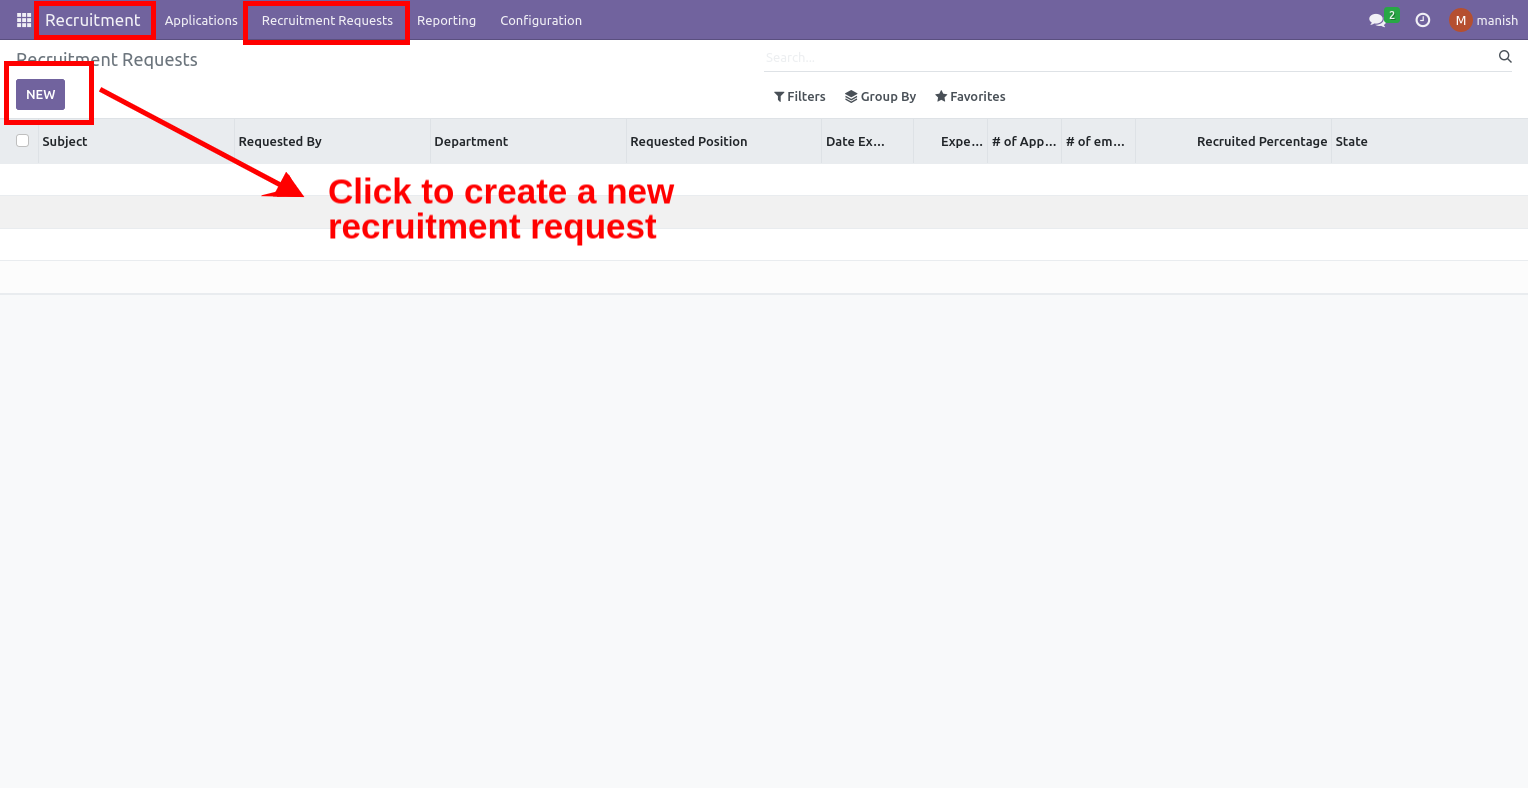 Recruitment Applications Recruitment Requests Reporting Configuration 2 M manish
Recruitment Requests
Search...
NEW
Filters Group By Favorites
Subject Requested By Department Requested Position Date Ex... Expe... # of App... # of em... Recruited Percentage State
Click to create a new
recruitment request